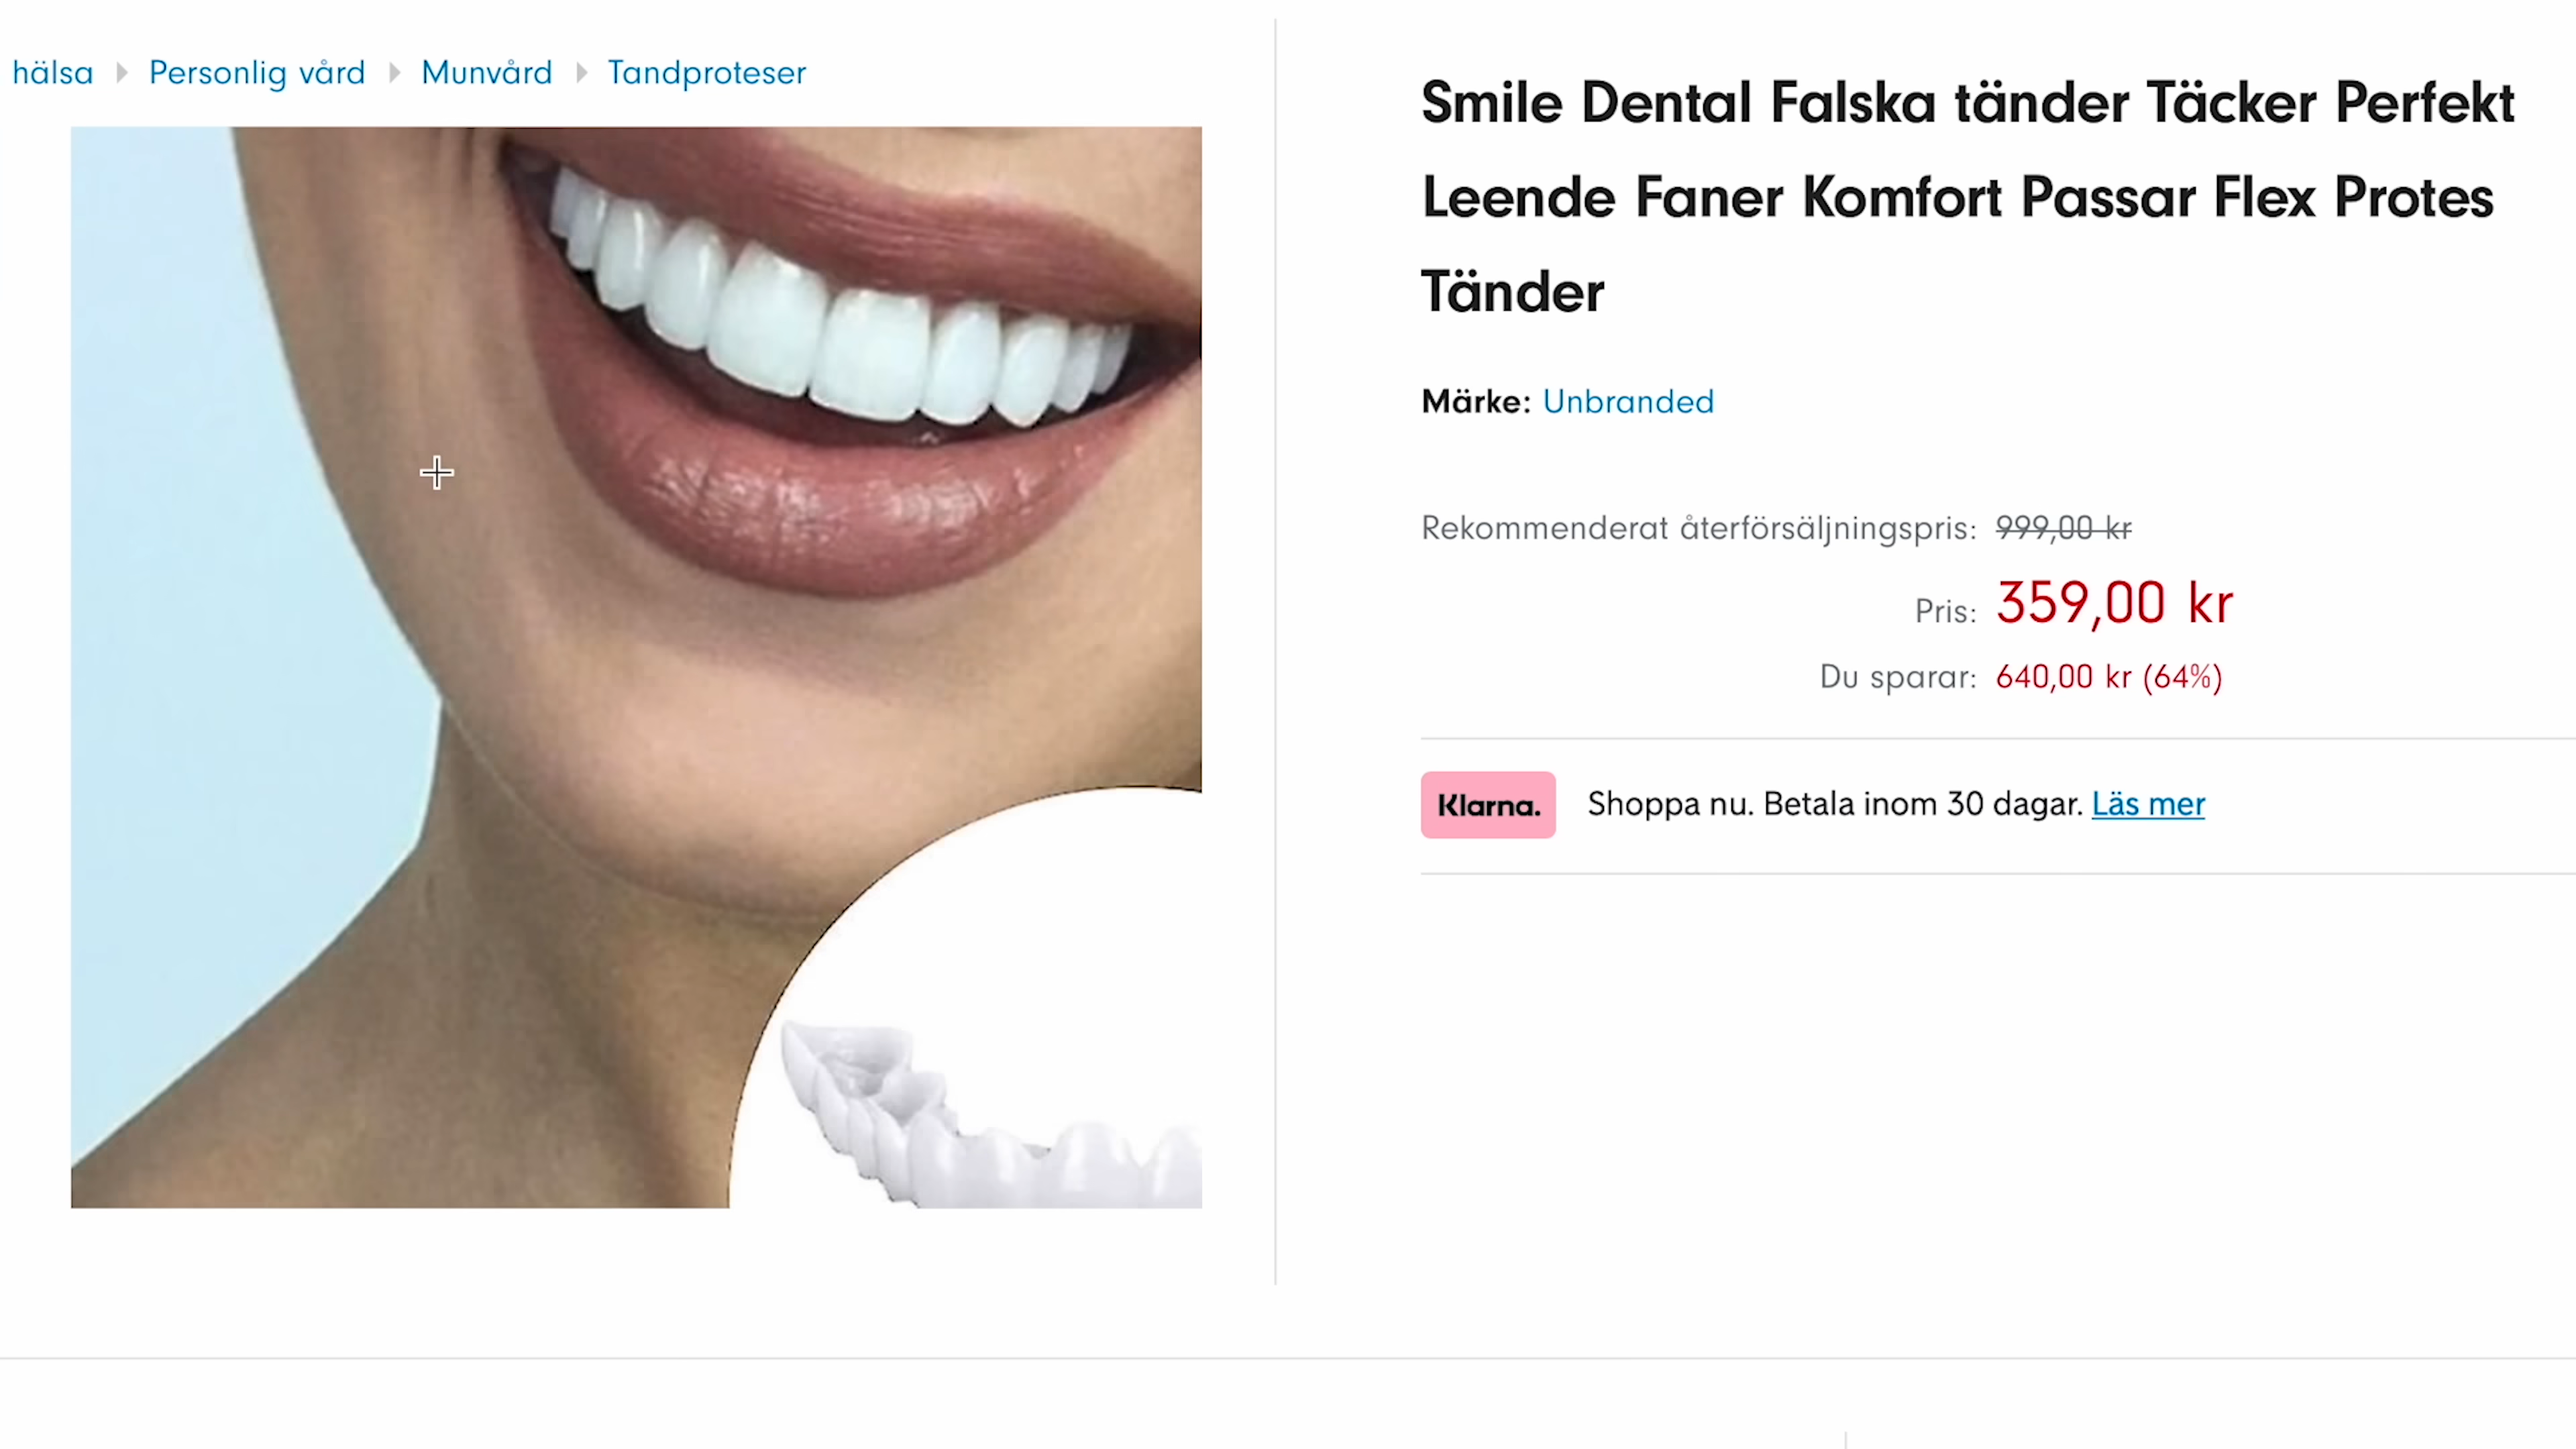 hälsa Personlig vård Munvård Tandproteser
Smile Dental Falska tänder Täcker Perfekt
Leende Faner Komfort Passar Flex Protes
Tänder
Märke: Unbranded
Rekommenderat återförsäljningspris: 999,00 kr
Pris: 359,00 kr
Du sparar: 640,00 kr (64%)
Klarna. Shoppa nu. Betala inom 30 dagar. Läs mer